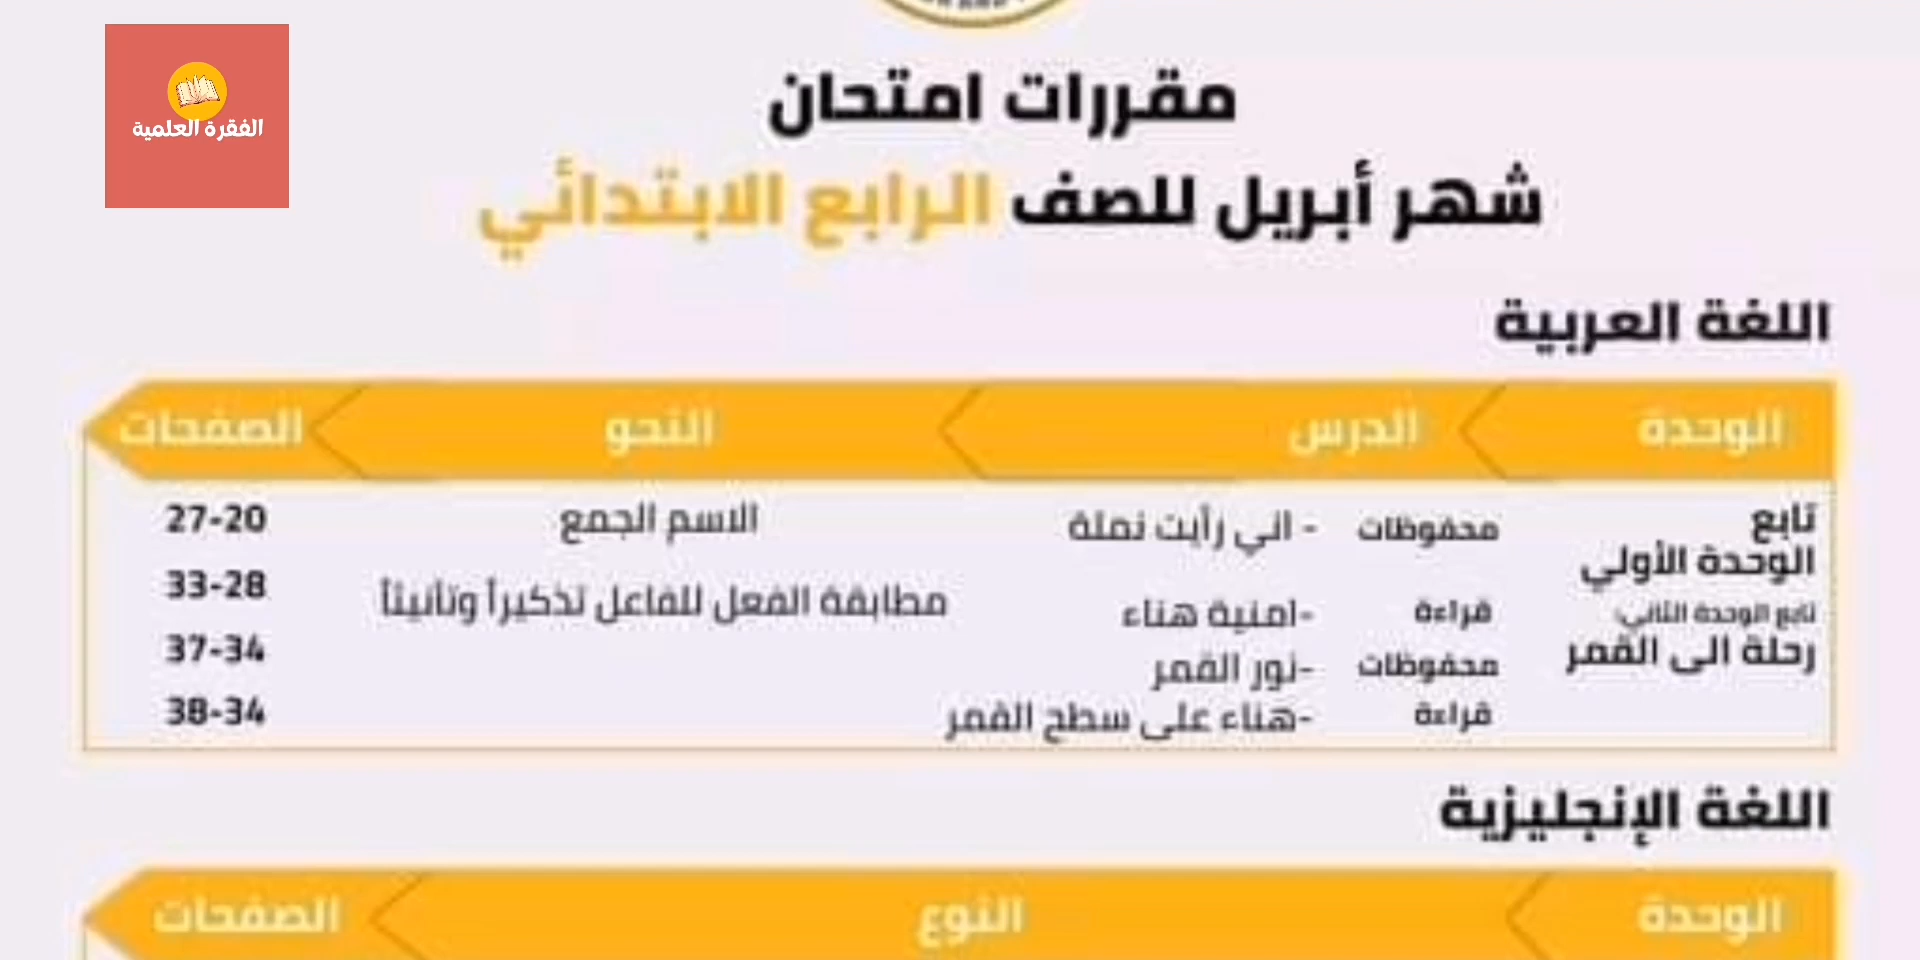 الفقرة العلمية
مقررات امتحان
شهر أبريل للصف الرابع الابتدائي
اللغة العربية
الوحدة الدرس النحو الصفحات
تابع الوحدة الأولي محفوظات - اني رأيت نملة الاسم الجمع 27-20
تابع الوحدة الثاني قراءة -امنية هناء مطابقة الفعل للفاعل تذكيراً وتأنيثاً 33-28
رحلة الى القمر محفوظات -نور القمر 37-34
قراءة -هناء على سطح القمر 38-34
اللغة الإنجليزية
الوحدة النوع الصفحات